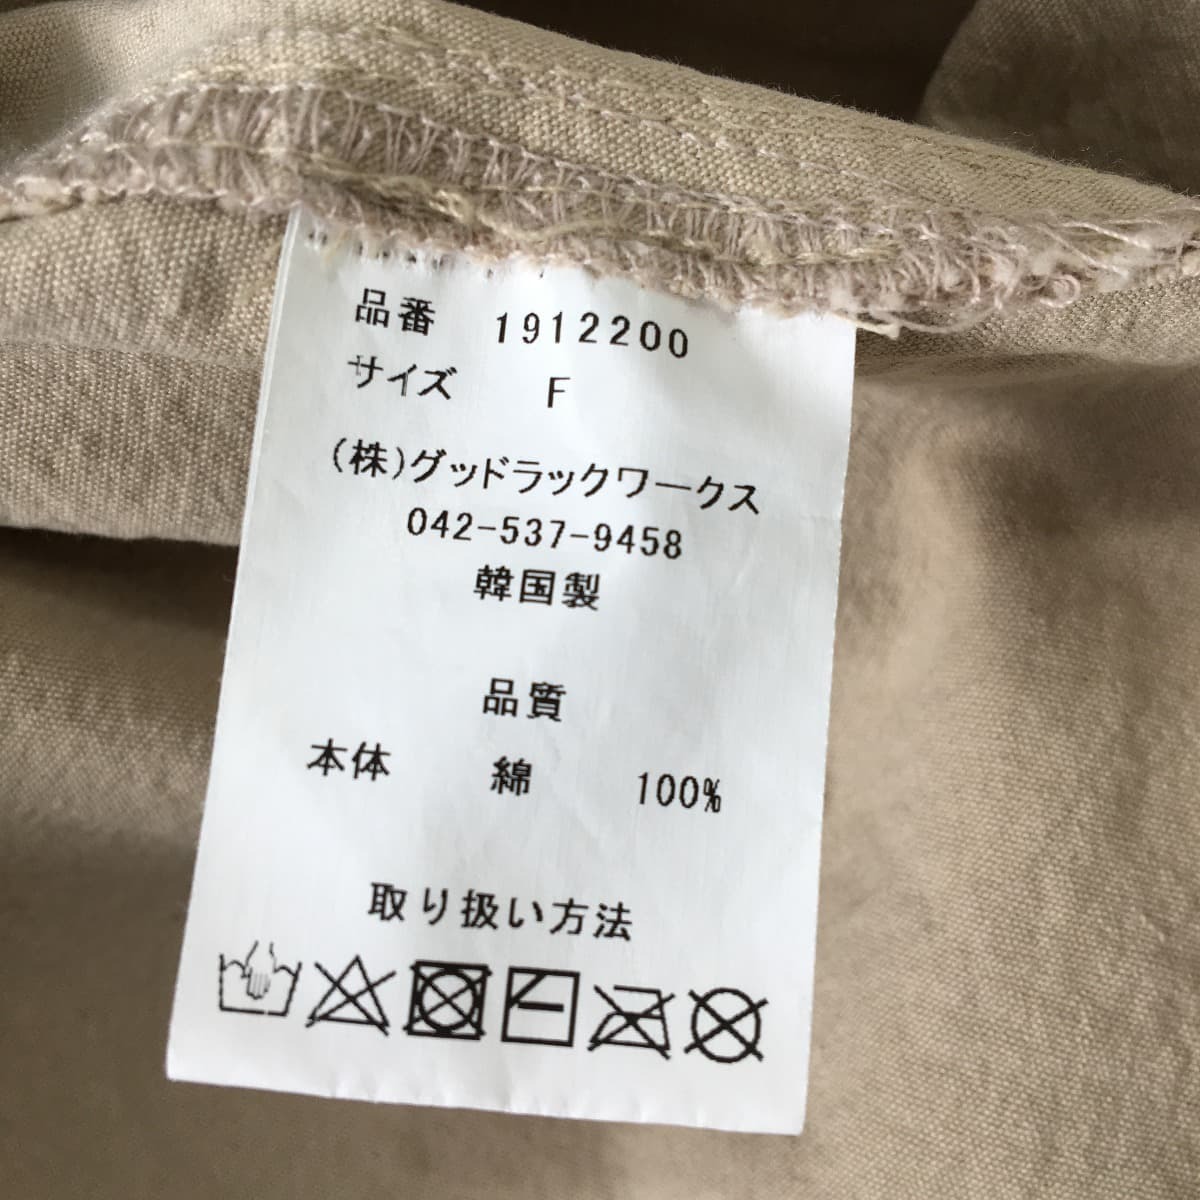 品番 1912200
サイズ F
(株)グッドラックワークス
042-537-9458
韓国製
品質
本体 綿 100%
取り扱い方法